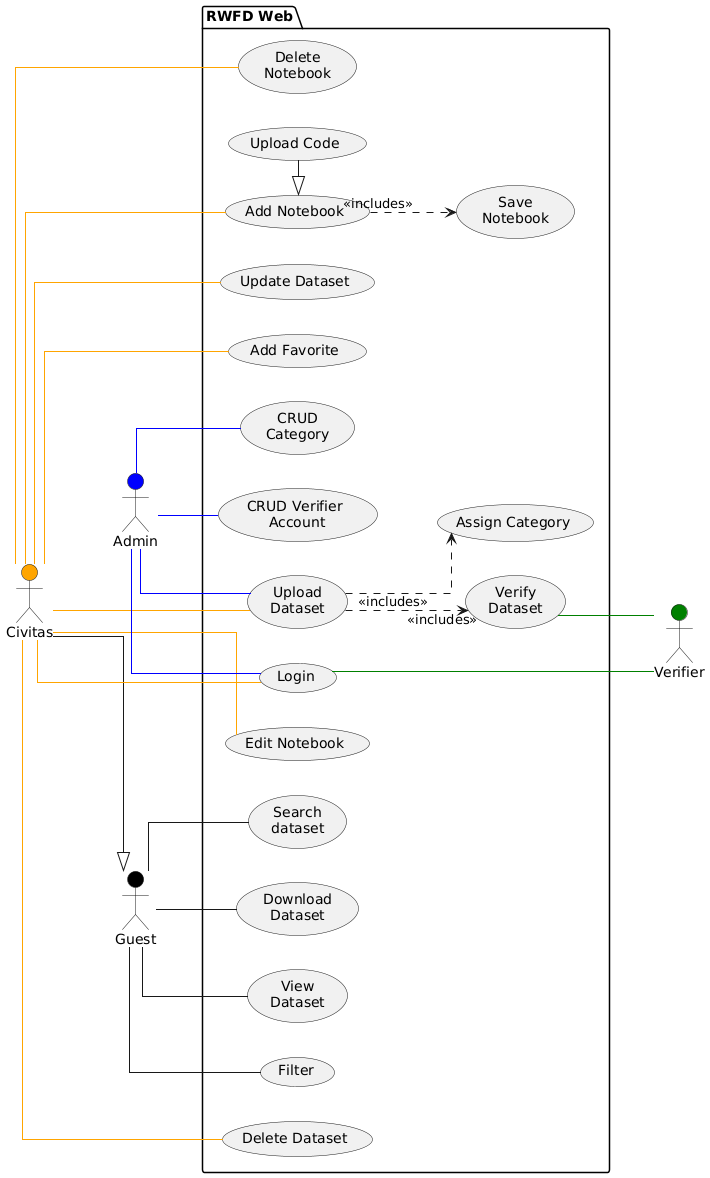 RWFD Web
Delete
Notebook
Upload Code
Add Notebook
«includes»
Save
Notebook
Update Dataset
Add Favorite
CRUD
Category
Admin
CRUD Verifier
Account
Assign Category
Upload
Dataset
«includes»
«includes»
Verify
Dataset
Civitas
Verifier
Login
Edit Notebook
Search
dataset
Guest
Download
Dataset
View
Dataset
Filter
Delete Dataset